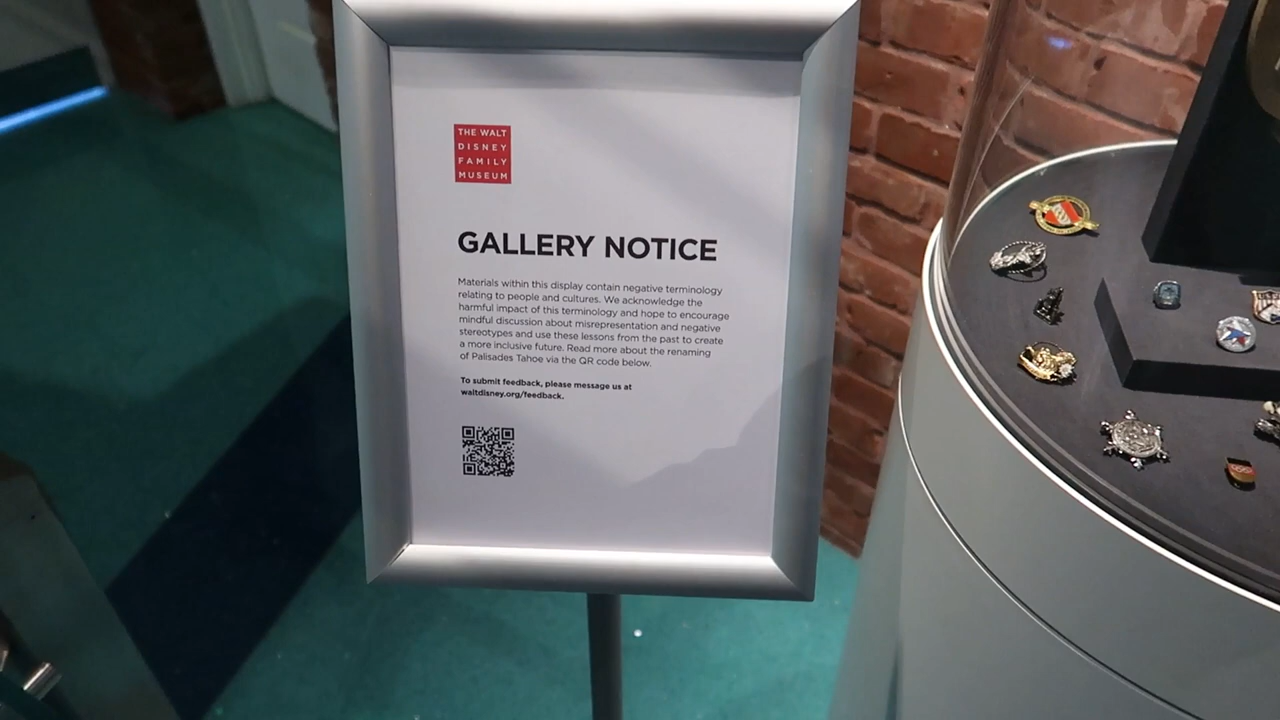 THE WALT
DISNEY
FAMILY
MUSEUM
GALLERY NOTICE
Materials within this display contain negative terminology
relating to people and cultures. We acknowledge the
harmful impact of this terminology and hope to encourage
mindful discussion about misrepresentation and negative
stereotypes and use these lessons from the past to create
a more inclusive future. Read more about the renaming
of Palisades Tahoe via the QR code below.
To submit feedback, please message us at
waltdisney.org/feedback.